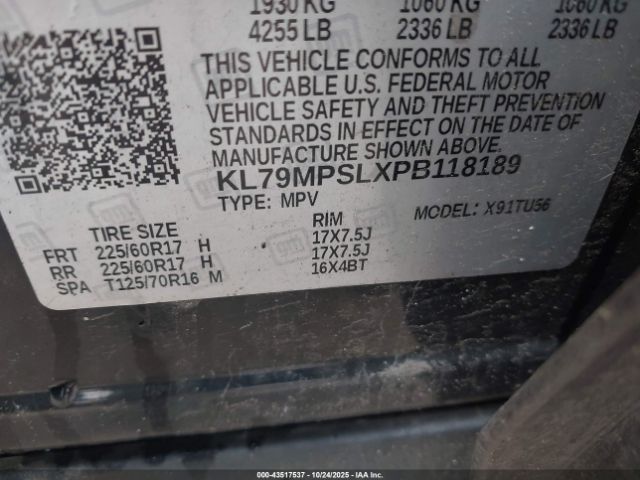 1930 KG 1060 KG 1060 KG
4255 LB 2336 LB 2336 LB
THIS VEHICLE CONFORMS TO ALL
APPLICABLE U.S. FEDERAL MOTOR
VEHICLE SAFETY AND THEFT PREVENTION
STANDARDS IN EFFECT ON THE DATE OF
MANUFACTURE SHOWN ABOVE.
KL79MPSLXPB118189
TYPE: MPV MODEL: X91TU56
TIRE SIZE RIM
FRT 225/60R17 H 17X7.5J
RR 225/60R17 H 17X7.5J
SPA T125/70R16 M 16X4BT
000-43517537 - 10/24/2025 - IAA, Inc.